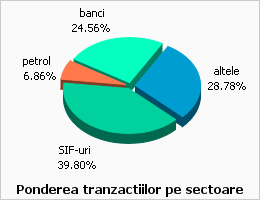 banci
24.56%
petrol
6.86%
altele
28.78%
SIF-uri
39.80%
Ponderea tranzactiilor pe sectoare